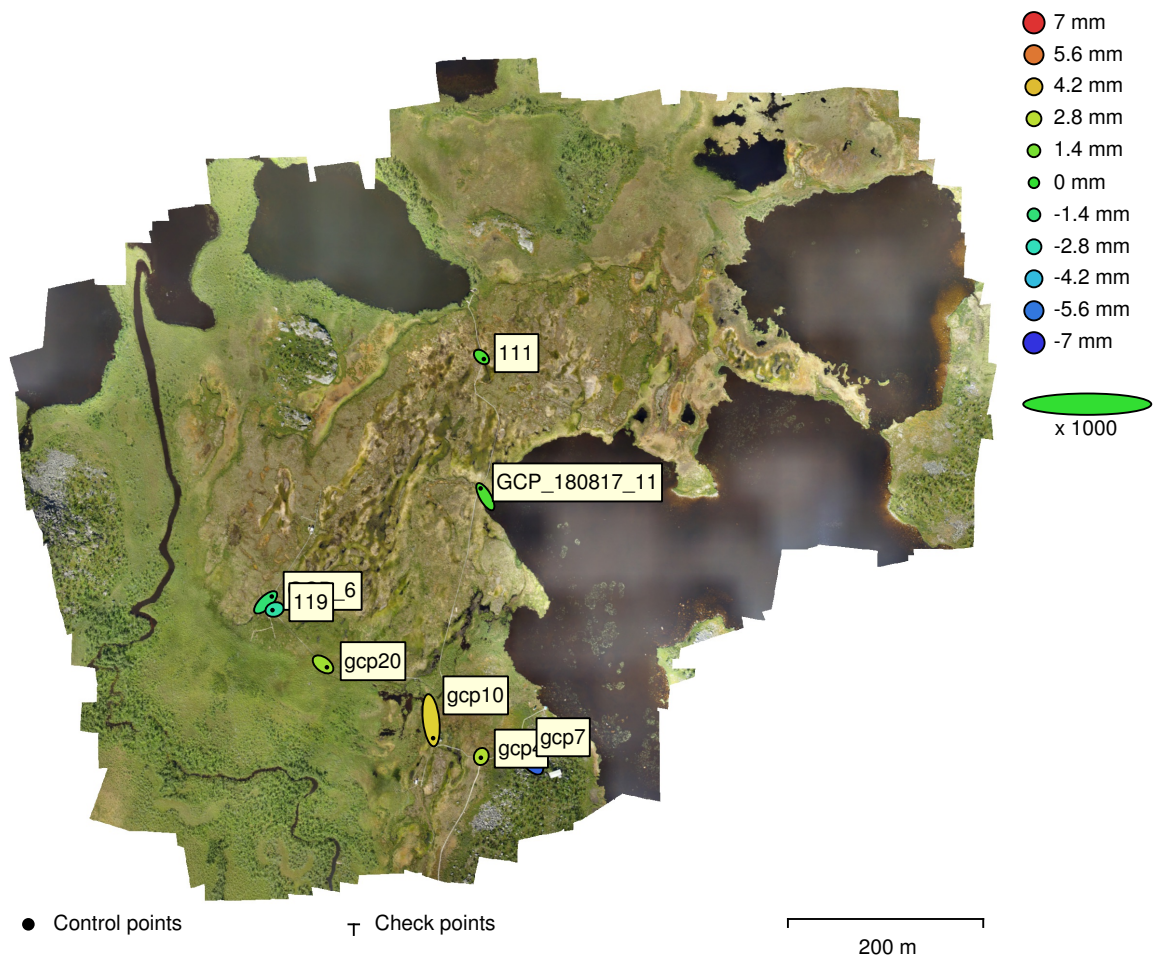 7 mm
5.6 mm
4.2 mm
2.8 mm
1.4 mm
0 mm
-1.4 mm
-2.8 mm
-4.2 mm
-5.6 mm
-7 mm
x 1000
111
GCP_180817_11
_6
119
gcp20
gcp10
gcp7
gcp
Control points
Check points
200 m